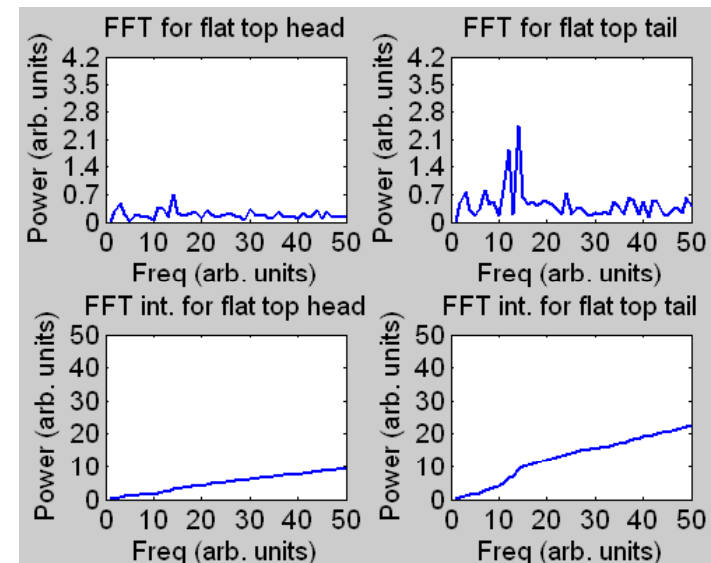 FFT for flat top head
Power (arb. units)
4.2
3.5
2.8
2.1
1.4
0.7
0
0 10 20 30 40 50
Freq (arb. units)
FFT for flat top tail
Power (arb. units)
4.2
3.5
2.8
2.1
1.4
0.7
0
0 10 20 30 40 50
Freq (arb. units)
FFT int. for flat top head
Power (arb. units)
50
40
30
20
10
0
0 10 20 30 40 50
Freq (arb. units)
FFT int. for flat top tail
Power (arb. units)
50
40
30
20
10
0
0 10 20 30 40 50
Freq (arb. units)